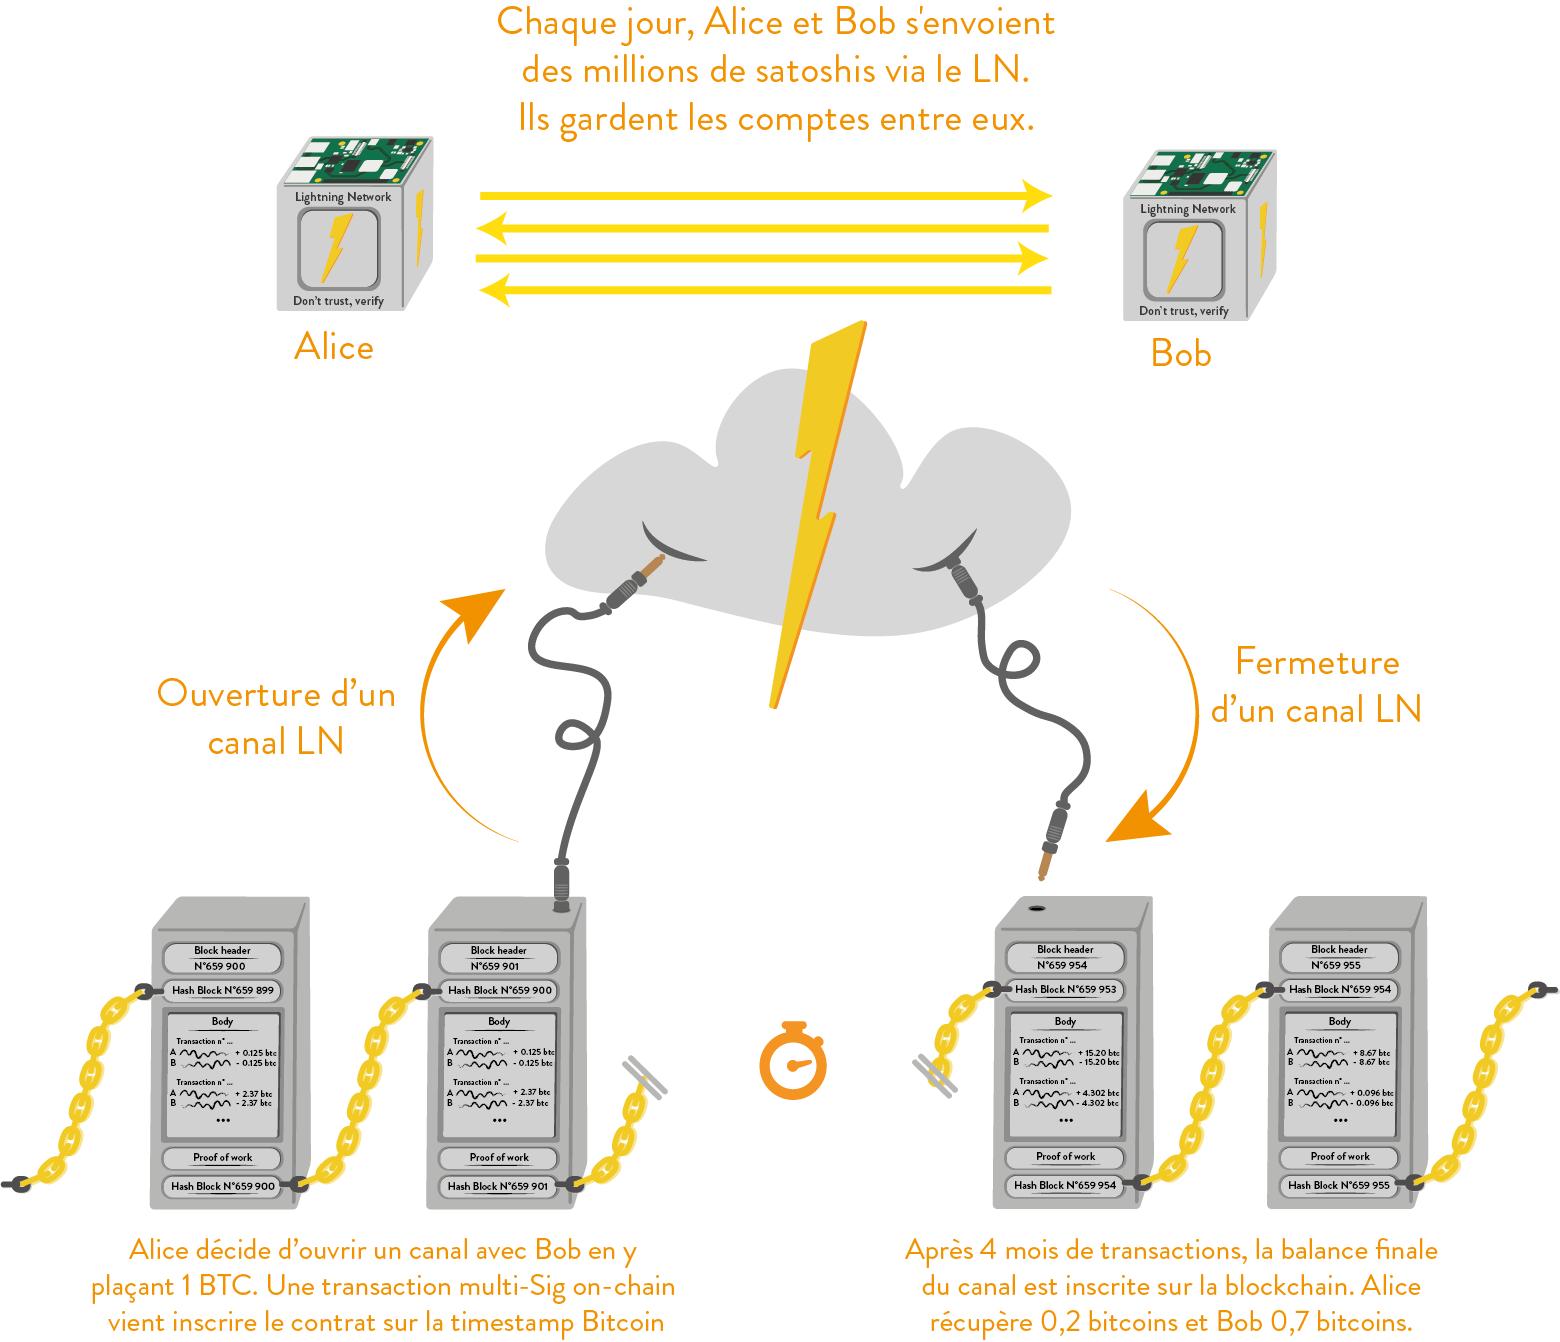 Chaque jour, Alice et Bob s'envoient
des millions de satoshis via le LN.
Ils gardent les comptes entre eux.
Lightning Network
Don't trust, verify
Alice
Lightning Network
Don't trust, verify
Bob
Ouverture d'un
canal LN
Fermeture
d'un canal LN
Block header
N°659 900
Hash Block N°659 899
Body
Transaction n° ...
A + 0.125 btc
B - 0.125 btc
Transaction n° ...
A + 2.37 btc
B - 2.37 btc
...
Proof of work
Hash Block N°659 900
Block header
N°659 901
Hash Block N°659 900
Body
Transaction n° ...
A + 0.125 btc
B - 0.125 btc
Transaction n° ...
A + 2.37 btc
B - 2.37 btc
...
Proof of work
Hash Block N°659 901
Block header
N°659 954
Hash Block N°659 953
Body
Transaction n° ...
A + 15.20 btc
B - 15.20 btc
Transaction n° ...
A + 4.302 btc
B - 4.302 btc
...
Proof of work
Hash Block N°659 954
Block header
N°659 955
Hash Block N°659 954
Body
Transaction n° ...
A + 8.67 btc
B - 8.67 btc
Transaction n° ...
A + 0.096 btc
B - 0.096 btc
...
Proof of work
Hash Block N°659 955
Alice décide d'ouvrir un canal avec Bob en y
plaçant 1 BTC. Une transaction multi-Sig on-chain
vient inscrire le contrat sur la timestamp Bitcoin
Après 4 mois de transactions, la balance finale
du canal est inscrite sur la blockchain. Alice
récupère 0,2 bitcoins et Bob 0,7 bitcoins.